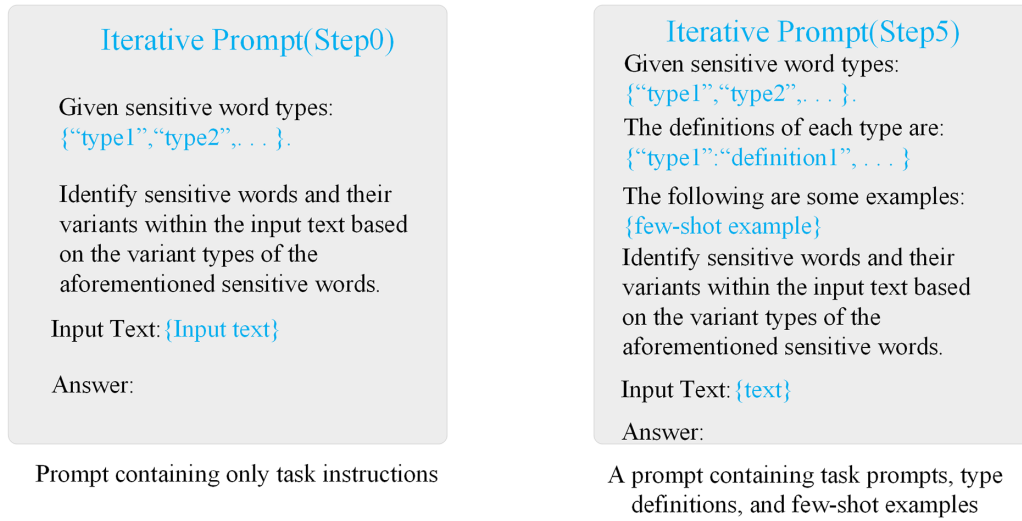 Iterative Prompt(Step0)
Given sensitive word types:
{“type1”,“type2”,. . . }.
Identify sensitive words and their
variants within the input text based
on the variant types of the
aforementioned sensitive words.
Input Text:{Input text}
Answer:
Prompt containing only task instructions
Iterative Prompt(Step5)
Given sensitive word types:
{“type1”,“type2”,. . . }.
The definitions of each type are:
{“type1”:“definition1”, . . . }
The following are some examples:
{few-shot example}
Identify sensitive words and their
variants within the input text based
on the variant types of the
aforementioned sensitive words.
Input Text:{text}
Answer:
A prompt containing task prompts, type
definitions, and few-shot examples